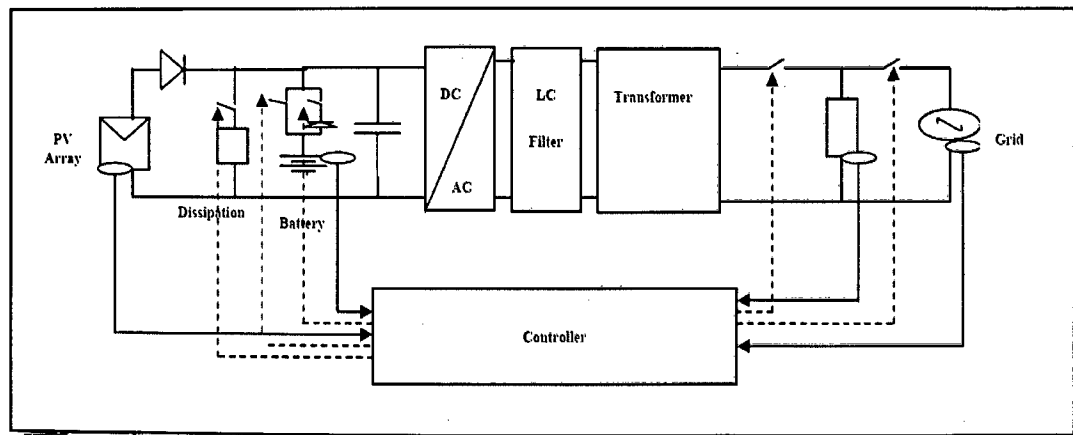 PV
Array
Dissipation
Battery
DC
AC
LC
Filter
Transformer
Grid
Controller